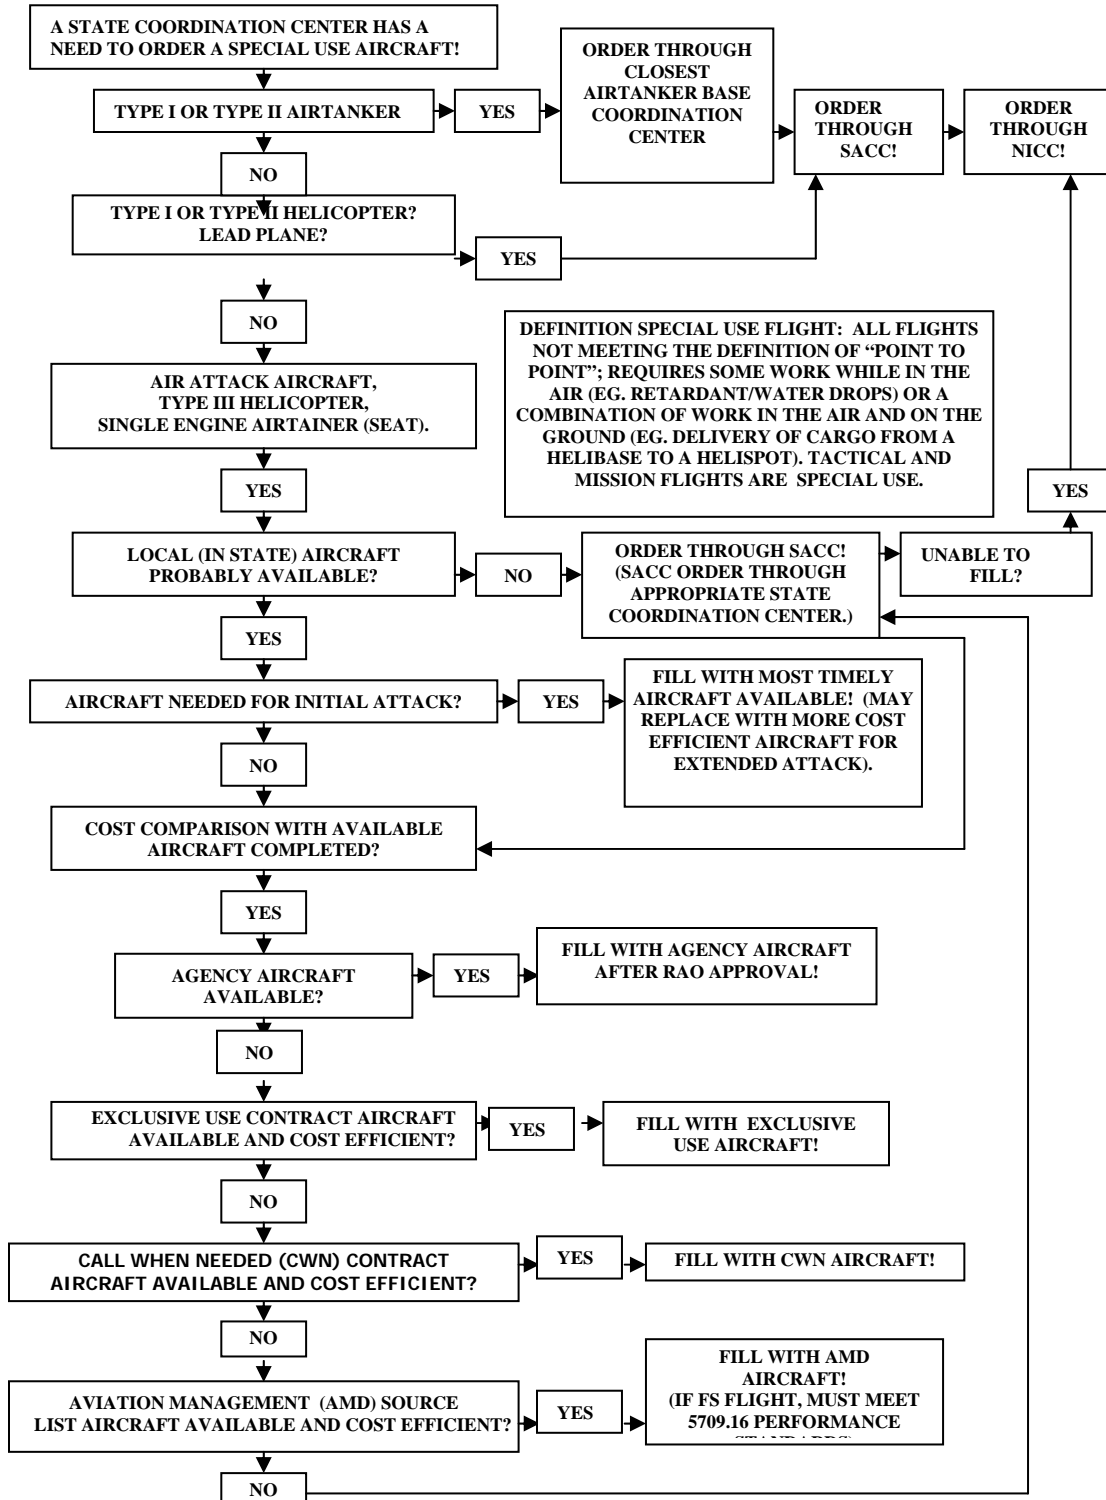 A STATE COORDINATION CENTER HAS A
NEED TO ORDER A SPECIAL USE AIRCRAFT!
ORDER THROUGH
CLOSEST
AIRTANKER BASE
COORDINATION
CENTER
TYPE I OR TYPE II AIRTANKER
YES
ORDER
THROUGH
SACC!
ORDER
THROUGH
NICC!
NO
TYPE I OR TYPE II HELICOPTER?
LEAD PLANE?
YES
NO
DEFINITION SPECIAL USE FLIGHT: ALL FLIGHTS
NOT MEETING THE DEFINITION OF “POINT TO
POINT”; REQUIRES SOME WORK WHILE IN THE
AIR (EG. RETARDANT/WATER DROPS) OR A
COMBINATION OF WORK IN THE AIR AND ON THE
GROUND (EG. DELIVERY OF CARGO FROM A
HELIBASE TO A HELISPOT). TACTICAL AND
MISSION FLIGHTS ARE SPECIAL USE.
AIR ATTACK AIRCRAFT,
TYPE III HELICOPTER,
SINGLE ENGINE AIRTAINER (SEAT).
YES
YES
LOCAL (IN STATE) AIRCRAFT
PROBABLY AVAILABLE?
NO
ORDER THROUGH SACC!
(SACC ORDER THROUGH
APPROPRIATE STATE
COORDINATION CENTER.)
UNABLE TO
FILL?
YES
AIRCRAFT NEEDED FOR INITIAL ATTACK?
YES
FILL WITH MOST TIMELY
AIRCRAFT AVAILABLE! (MAY
REPLACE WITH MORE COST
EFFICIENT AIRCRAFT FOR
EXTENDED ATTACK).
NO
COST COMPARISON WITH AVAILABLE
AIRCRAFT COMPLETED?
YES
AGENCY AIRCRAFT
AVAILABLE?
YES
FILL WITH AGENCY AIRCRAFT
AFTER RAO APPROVAL!
NO
EXCLUSIVE USE CONTRACT AIRCRAFT
AVAILABLE AND COST EFFICIENT?
YES
FILL WITH EXCLUSIVE
USE AIRCRAFT!
NO
CALL WHEN NEEDED (CWN) CONTRACT
AIRCRAFT AVAILABLE AND COST EFFICIENT?
YES
FILL WITH CWN AIRCRAFT!
NO
AVIATION MANAGEMENT (AMD) SOURCE
LIST AIRCRAFT AVAILABLE AND COST EFFICIENT?
YES
FILL WITH AMD
AIRCRAFT!
(IF FS FLIGHT, MUST MEET
5709.16 PERFORMANCE
NO